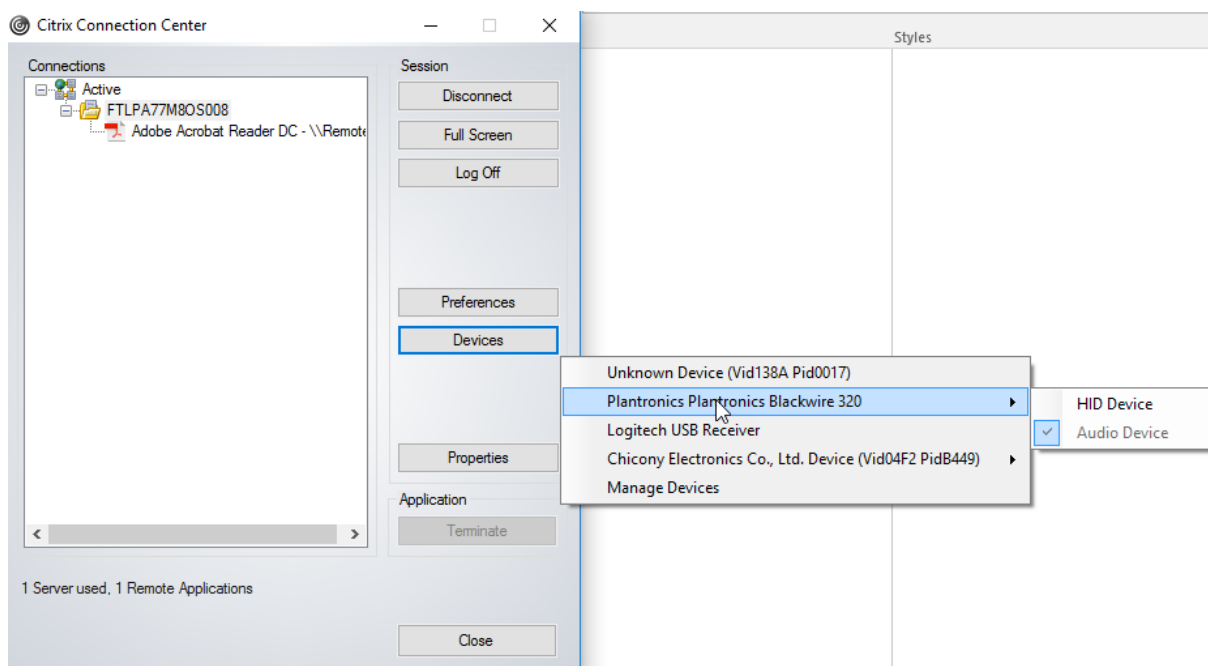 Citrix Connection Center
Styles
Connections
Active
FTLPA77M8OS008
Adobe Acrobat Reader DC - \\Remote
Session
Disconnect
Full Screen
Log Off
Preferences
Devices
Unknown Device (Vid138A Pid0017)
Plantronics Plantronics Blackwire 320
Logitech USB Receiver
Chicony Electronics Co., Ltd. Device (Vid04F2 PidB449)
Manage Devices
HID Device
Audio Device
Properties
Application
Terminate
1 Server used, 1 Remote Applications
Close